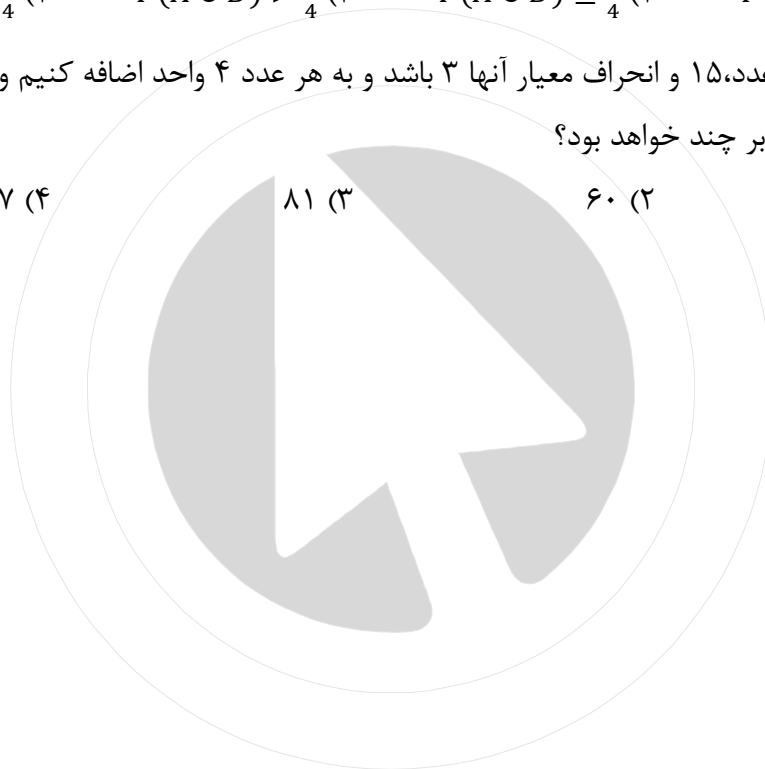 عدد،۱۵ و انحراف معیار آنها ۳ باشد و به هر عدد ۴ واحد اضافه کنیم و
بر چند خواهد بود؟
۲) ۶۰ ۳) ۸۱ ۴) ۷